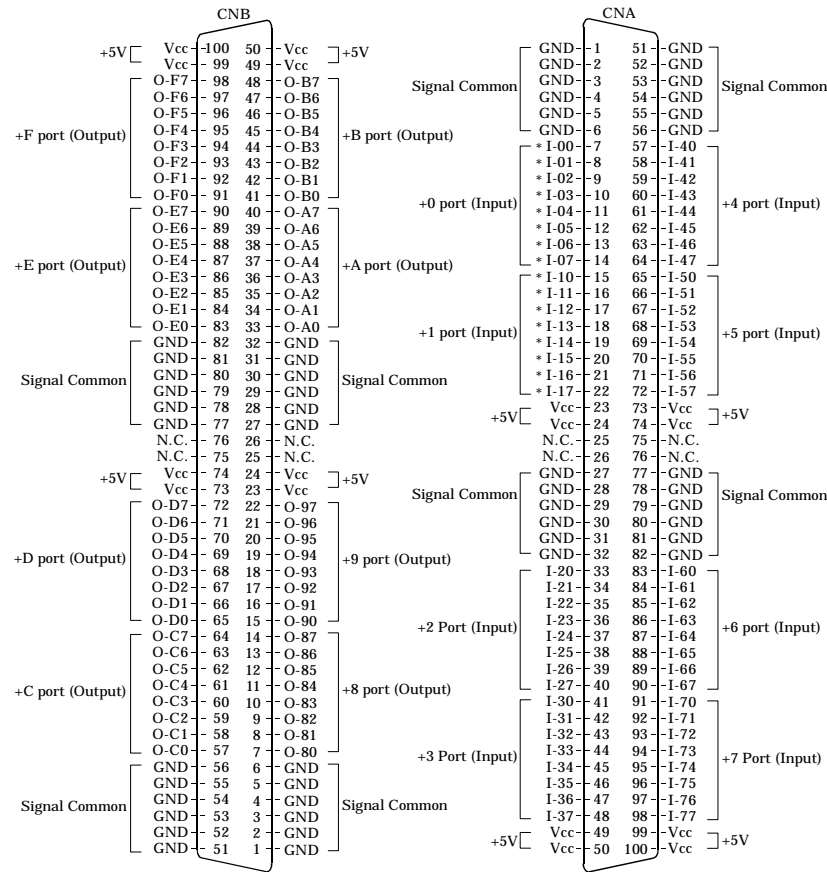 CNB
+5V Vcc 100 50 Vcc +5V
Vcc 99 49 Vcc
O-F7 98 48 O-B7
O-F6 97 47 O-B6
O-F5 96 46 O-B5
+F port (Output) O-F4 95 45 O-B4 +B port (Output)
O-F3 94 44 O-B3
O-F2 93 43 O-B2
O-F1 92 42 O-B1
O-F0 91 41 O-B0
O-E7 90 40 O-A7
O-E6 89 39 O-A6
O-E5 88 38 O-A5
+E port (Output) O-E4 87 37 O-A4 +A port (Output)
O-E3 86 36 O-A3
O-E2 85 35 O-A2
O-E1 84 34 O-A1
O-E0 83 33 O-A0
GND 82 32 GND
GND 81 31 GND
Signal Common GND 80 30 GND Signal Common
GND 79 29 GND
GND 78 28 GND
GND 77 27 GND
N.C. 76 26 N.C.
N.C. 75 25 N.C.
+5V Vcc 74 24 Vcc +5V
Vcc 73 23 Vcc
O-D7 72 22 O-97
O-D6 71 21 O-96
O-D5 70 20 O-95
+D port (Output) O-D4 69 19 O-94 +9 port (Output)
O-D3 68 18 O-93
O-D2 67 17 O-92
O-D1 66 16 O-91
O-D0 65 15 O-90
O-C7 64 14 O-87
O-C6 63 13 O-86
O-C5 62 12 O-85
+C port (Output) O-C4 61 11 O-84 +8 port (Output)
O-C3 60 10 O-83
O-C2 59 9 O-82
O-C1 58 8 O-81
O-C0 57 7 O-80
GND 56 6 GND
GND 55 5 GND
Signal Common GND 54 4 GND Signal Common
GND 53 3 GND
GND 52 2 GND
GND 51 1 GND
CNA
GND 1 51 GND
GND 2 52 GND
Signal Common GND 3 53 GND Signal Common
GND 4 54 GND
GND 5 55 GND
GND 6 56 GND
* I-00 7 57 I-40
* I-01 8 58 I-41
* I-02 9 59 I-42
+0 port (Input) * I-03 10 60 I-43 +4 port (Input)
* I-04 11 61 I-44
* I-05 12 62 I-45
* I-06 13 63 I-46
* I-07 14 64 I-47
* I-10 15 65 I-50
* I-11 16 66 I-51
* I-12 17 67 I-52
+1 port (Input) * I-13 18 68 I-53 +5 port (Input)
* I-14 19 69 I-54
* I-15 20 70 I-55
* I-16 21 71 I-56
* I-17 22 72 I-57
+5V Vcc 23 73 Vcc +5V
Vcc 24 74 Vcc
N.C. 25 75 N.C.
N.C. 26 76 N.C.
GND 27 77 GND
GND 28 78 GND
Signal Common GND 29 79 GND Signal Common
GND 30 80 GND
GND 31 81 GND
GND 32 82 GND
I-20 33 83 I-60
I-21 34 84 I-61
I-22 35 85 I-62
+2 Port (Input) I-23 36 86 I-63 +6 port (Input)
I-24 37 87 I-64
I-25 38 88 I-65
I-26 39 89 I-66
I-27 40 90 I-67
I-30 41 91 I-70
I-31 42 92 I-71
I-32 43 93 I-72
+3 Port (Input) I-33 44 94 I-73 +7 Port (Input)
I-34 45 95 I-74
I-35 46 96 I-75
I-36 47 97 I-76
I-37 48 98 I-77
+5V Vcc 49 99 Vcc +5V
Vcc 50 100 Vcc